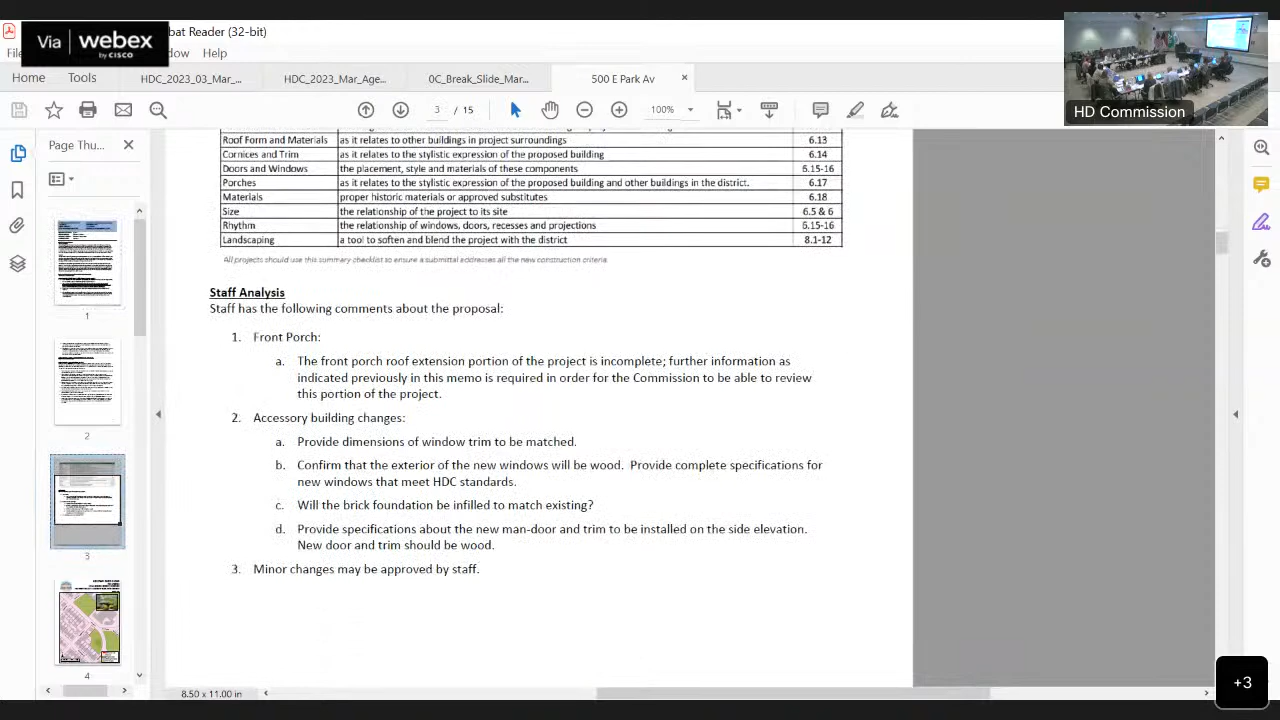 Via webex
by CISCO
bat Reader (32-bit)
File
dow Help
Home Tools HDC_2023_03_Mar_... HDC_2023_Mar_Age... 0C_Break_Slide_Mar... 500 E Park Av
3 / 15 100%
HD Commission
Page Thu...
1
2
3
4
Roof Form and Materials as it relates to other buildings in project surroundings 6.13
Cornices and Trim as it relates to the stylistic expression of the proposed building 6.14
Doors and Windows the placement, style and materials of these components 6.15-16
Porches as it relates to the stylistic expression of the proposed building and other buildings in the district. 6.17
Materials proper historic materials or approved substitutes 6.18
Size the relationship of the project to its site 6.5 & 6
Rhythm the relationship of windows, doors, recesses and projections 6.15-16
Landscaping a tool to soften and blend the project with the district 8.1-12
All projects should use this summary checklist to ensure a submittal addresses all the new construction criteria.
Staff Analysis
Staff has the following comments about the proposal:
1. Front Porch:
a. The front porch roof extension portion of the project is incomplete; further information as
indicated previously in this memo is required in order for the Commission to be able to review
this portion of the project.
2. Accessory building changes:
a. Provide dimensions of window trim to be matched.
b. Confirm that the exterior of the new windows will be wood. Provide complete specifications for
new windows that meet HDC standards.
c. Will the brick foundation be infilled to match existing?
d. Provide specifications about the new man-door and trim to be installed on the side elevation.
New door and trim should be wood.
3. Minor changes may be approved by staff.
8.50 x 11.00 in
+3